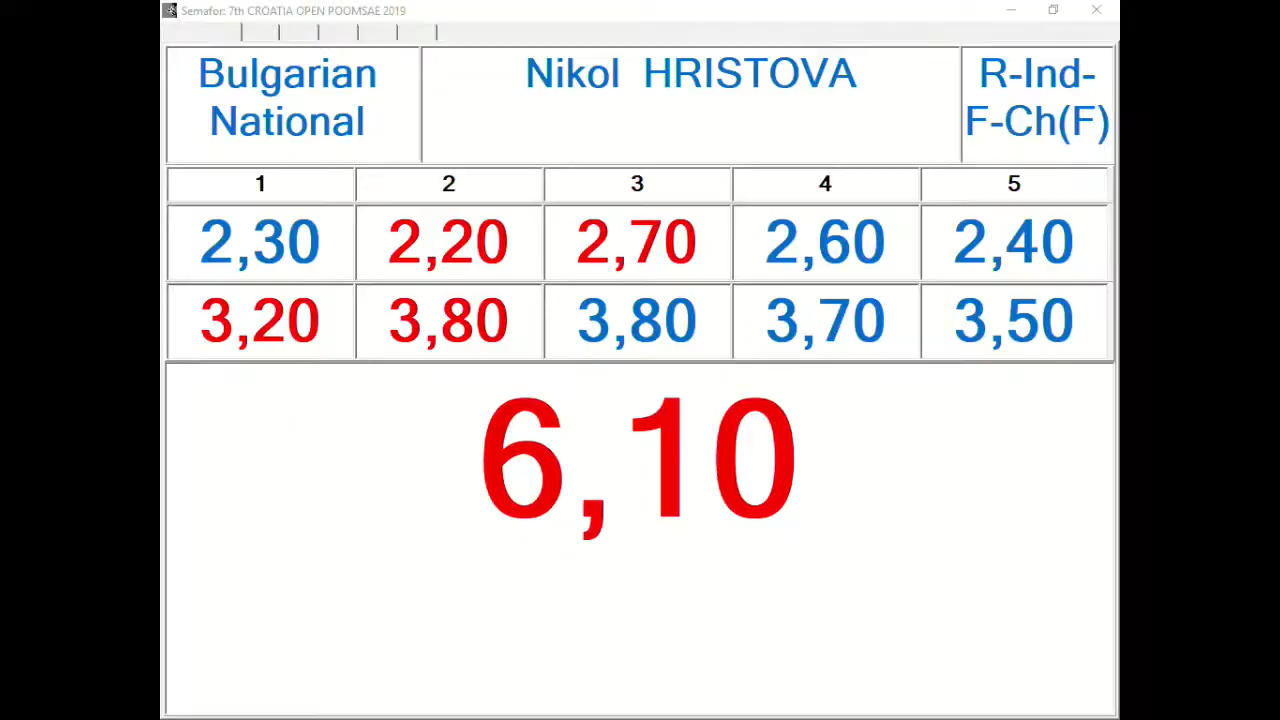 Semafor: 7th CROATIA OPEN POOMSAE 2019
Bulgarian National
Nikol HRISTOVA
R-Ind-F-Ch(F)
1 2 3 4 5
2,30 2,20 2,70 2,60 2,40
3,20 3,80 3,80 3,70 3,50
6,10